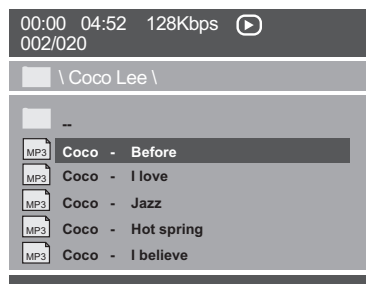 00:00 04:52 128Kbps
002/020
\ Coco Lee \
--
MP3 Coco - Before
MP3 Coco - I love
MP3 Coco - Jazz
MP3 Coco - Hot spring
MP3 Coco - I believe